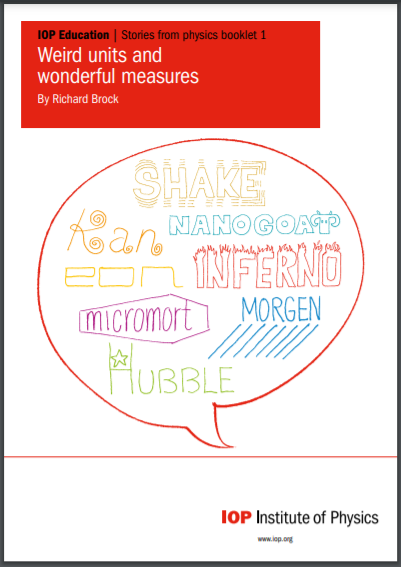 IOP Education | Stories from physics booklet 1
Weird units and
wonderful measures
By Richard Brock
SHAKE
Kan
NANOGOAT
eon
INFERNO
micromort
MORGEN
HUBBLE
IOP Institute of Physics
www.iop.org